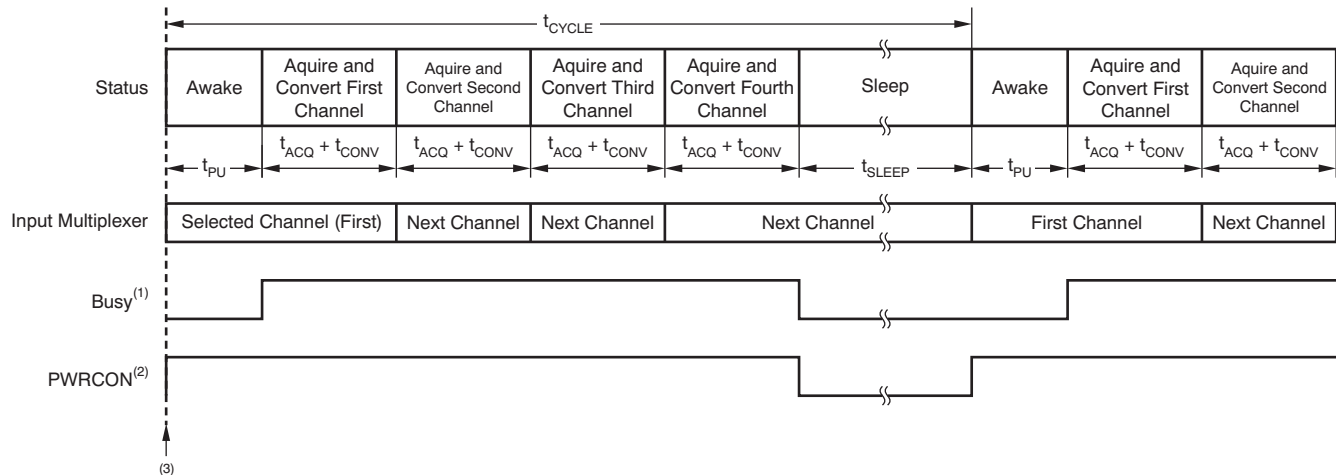 tCYCLE
Status
Awake
Aquire and
Convert First
Channel
Aquire and
Convert Second
Channel
Aquire and
Convert Third
Channel
Aquire and
Convert Fourth
Channel
Sleep
Awake
Aquire and
Convert First
Channel
Aquire and
Convert Second
Channel
tPU
tACQ + tCONV
tACQ + tCONV
tACQ + tCONV
tACQ + tCONV
tSLEEP
tPU
tACQ + tCONV
tACQ + tCONV
Input Multiplexer
Selected Channel (First)
Next Channel
Next Channel
Next Channel
First Channel
Next Channel
Busy(1)
PWRCON(2)
(3)